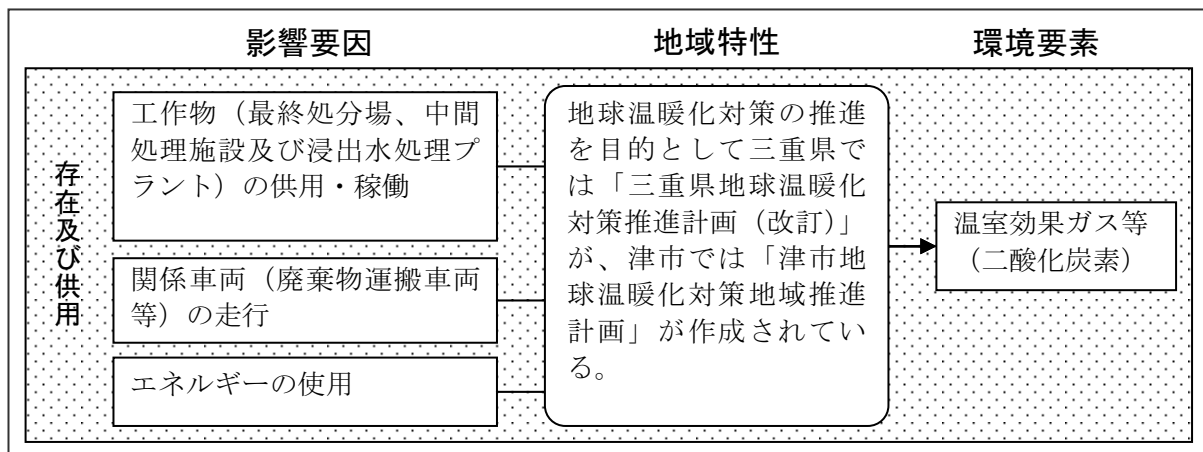 影響要因
地域特性
環境要素
存在及び供用
工作物（最終処分場、中間
処理施設及び浸出水処理プ
ラント）の供用・稼働
関係車両（廃棄物運搬車両
等）の走行
エネルギーの使用
地球温暖化対策の推進
を目的として三重県で
は「三重県地球温暖化
対策推進計画（改訂）」
が、津市では「津市地
球温暖化対策地域推進
計画」が作成されてい
る。
温室効果ガス等
（二酸化炭素）